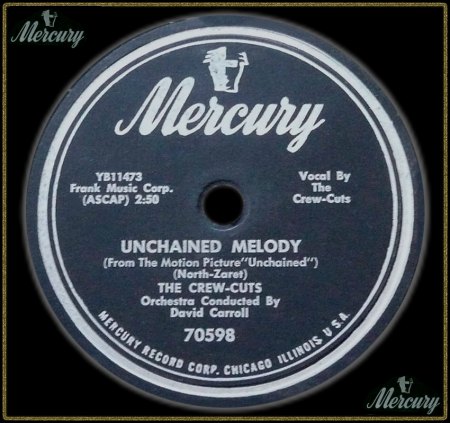 Mercury
Mercury
YB11473
Frank Music Corp.
(ASCAP) 2:50
Vocal By
The
Crew-Cuts
UNCHAINED MELODY
(From The Motion Picture "Unchained")
(North-Zaret)
THE CREW-CUTS
Orchestra Conducted By
David Carroll
70598
MERCURY RECORD CORP. CHICAGO ILLINOIS U.S.A.
Mercury